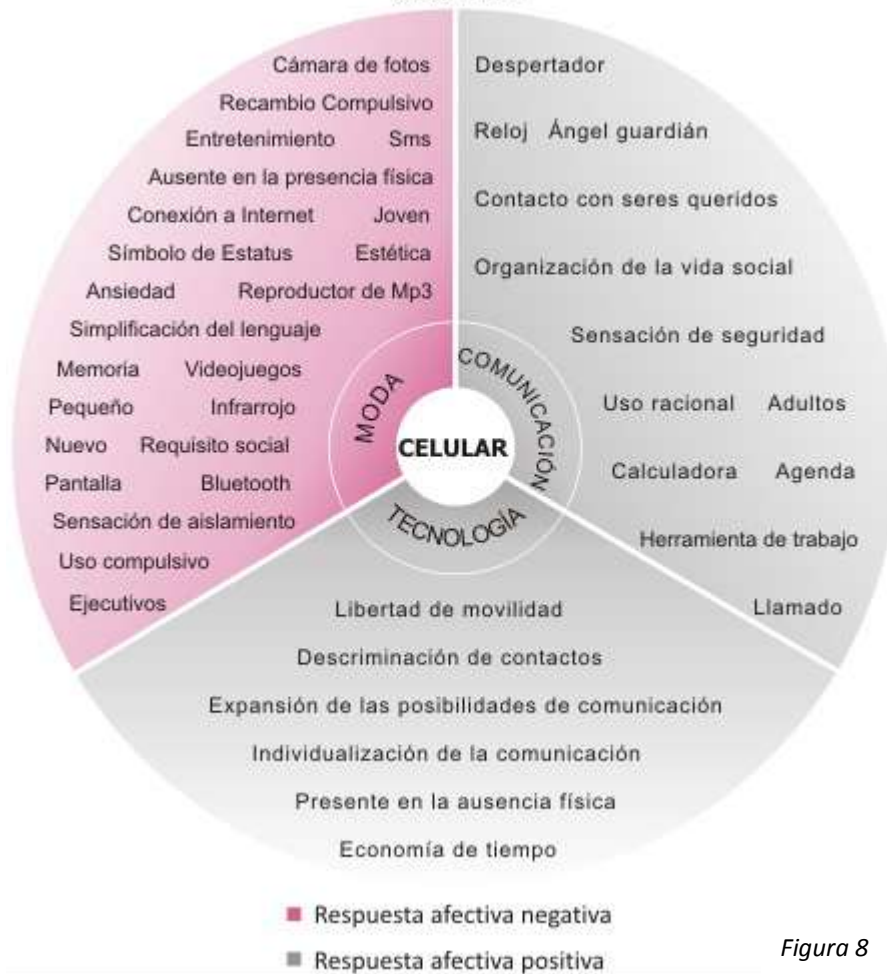 Cámara de fotos
Recambio Compulsivo
Entretenimiento Sms
Ausente en la presencia física
Conexión a Internet Joven
Símbolo de Estatus Estética
Ansiedad Reproductor de Mp3
Simplificación del lenguaje
Memoria Videojuegos
Pequeño Infrarrojo
Nuevo Requisito social
Pantalla Bluetooth
Sensación de aislamiento
Uso compulsivo
Ejecutivos
Despertador
Reloj Ángel guardián
Contacto con seres queridos
Organización de la vida social
Sensación de seguridad
Uso racional Adultos
Calculadora Agenda
Herramienta de trabajo
Llamado
MODA
COMUNICACIÓN
CELULAR
TECNOLOGÍA
Libertad de movilidad
Descriminación de contactos
Expansión de las posibilidades de comunicación
Individualización de la comunicación
Presente en la ausencia física
Economía de tiempo
Respuesta afectiva negativa
Respuesta afectiva positiva
Figura 8